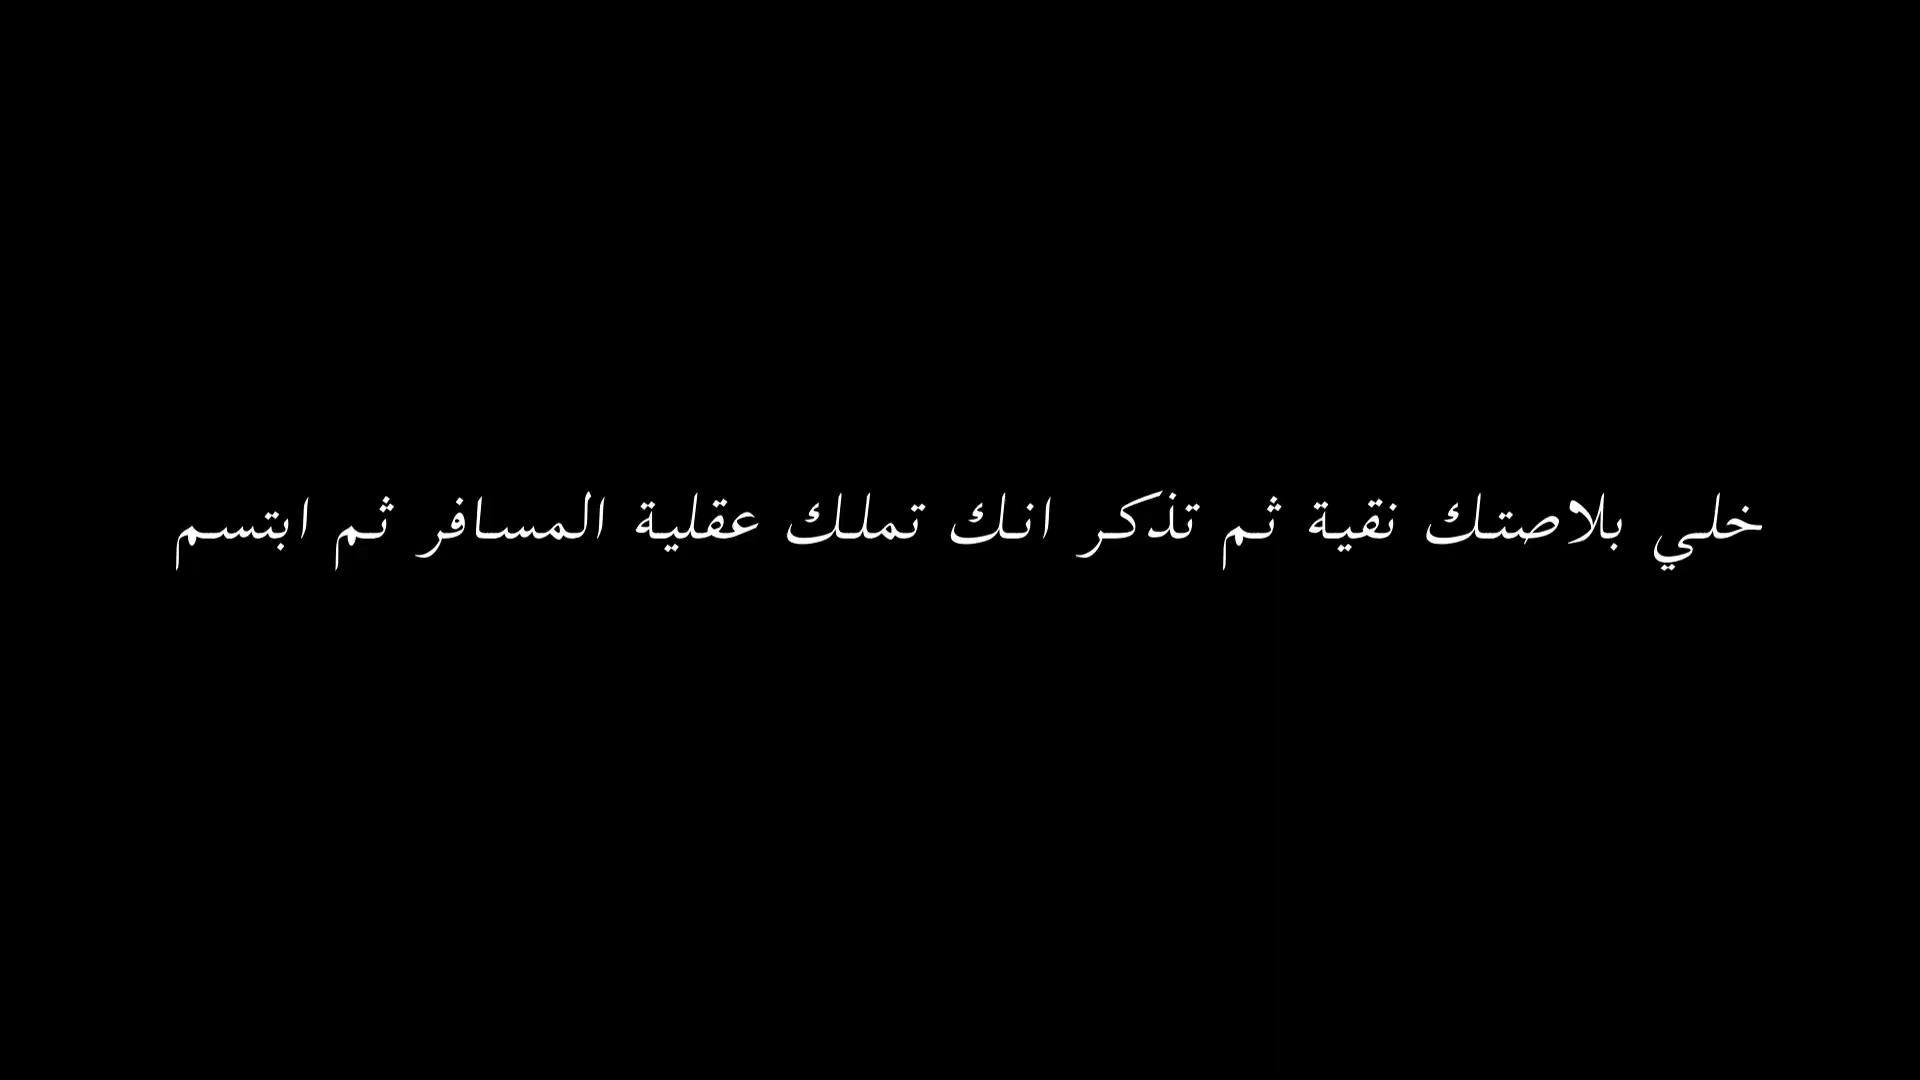 خلي بلاصتك نقية ثم تذكر انك تملك عقلية المسافر ثم ابتسم